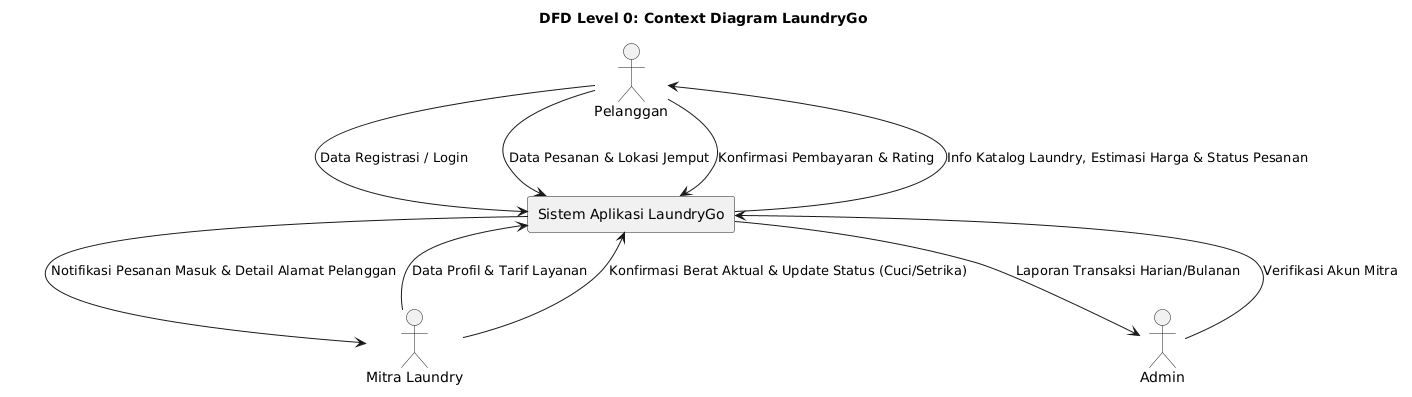 DFD Level 0: Context Diagram LaundryGo
Pelanggan
Data Registrasi / Login
Data Pesanan & Lokasi Jemput
Konfirmasi Pembayaran & Rating
Info Katalog Laundry, Estimasi Harga & Status Pesanan
Sistem Aplikasi LaundryGo
Notifikasi Pesanan Masuk & Detail Alamat Pelanggan
Data Profil & Tarif Layanan
Konfirmasi Berat Aktual & Update Status (Cuci/Setrika)
Laporan Transaksi Harian/Bulanan
Verifikasi Akun Mitra
Mitra Laundry
Admin